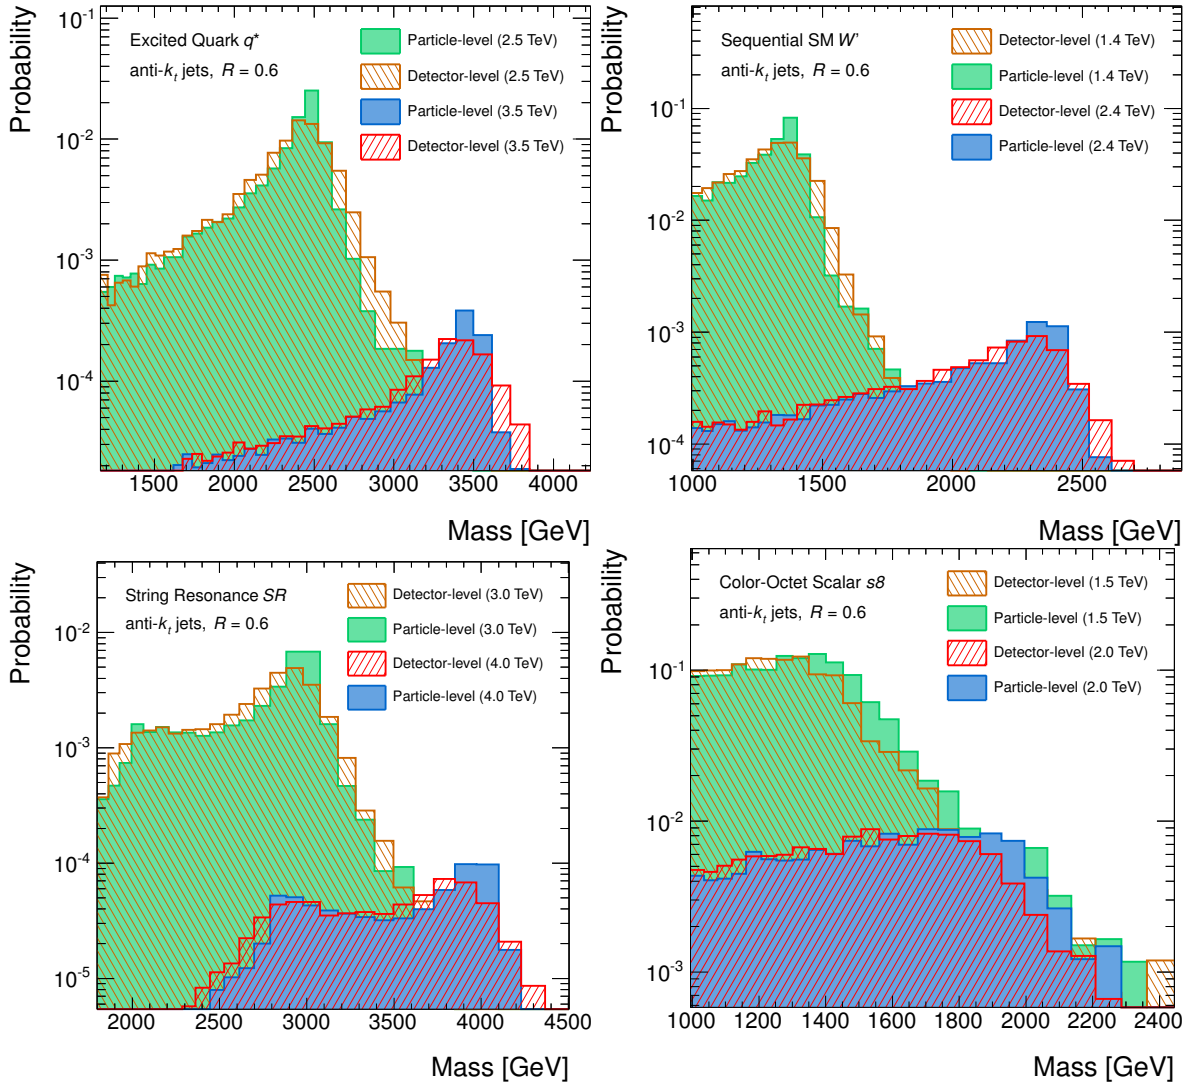 Probability
Excited Quark q*
anti-kt jets, R = 0.6
Particle-level (2.5 TeV)
Detector-level (2.5 TeV)
Particle-level (3.5 TeV)
Detector-level (3.5 TeV)
10⁻¹
10⁻²
10⁻³
10⁻⁴
1500 2000 2500 3000 3500 4000
Mass [GeV]
Probability
Sequential SM W'
anti-kt jets, R = 0.6
Detector-level (1.4 TeV)
Particle-level (1.4 TeV)
Detector-level (2.4 TeV)
Particle-level (2.4 TeV)
10⁻¹
10⁻²
10⁻³
10⁻⁴
1000 1500 2000 2500
Mass [GeV]
Probability
String Resonance SR
anti-kt jets, R = 0.6
Detector-level (3.0 TeV)
Particle-level (3.0 TeV)
Detector-level (4.0 TeV)
Particle-level (4.0 TeV)
10⁻²
10⁻³
10⁻⁴
10⁻⁵
2000 2500 3000 3500 4000 4500
Mass [GeV]
Probability
Color-Octet Scalar s8
anti-kt jets, R = 0.6
Detector-level (1.5 TeV)
Particle-level (1.5 TeV)
Detector-level (2.0 TeV)
Particle-level (2.0 TeV)
10⁻¹
10⁻²
10⁻³
1000 1200 1400 1600 1800 2000 2200 2400
Mass [GeV]